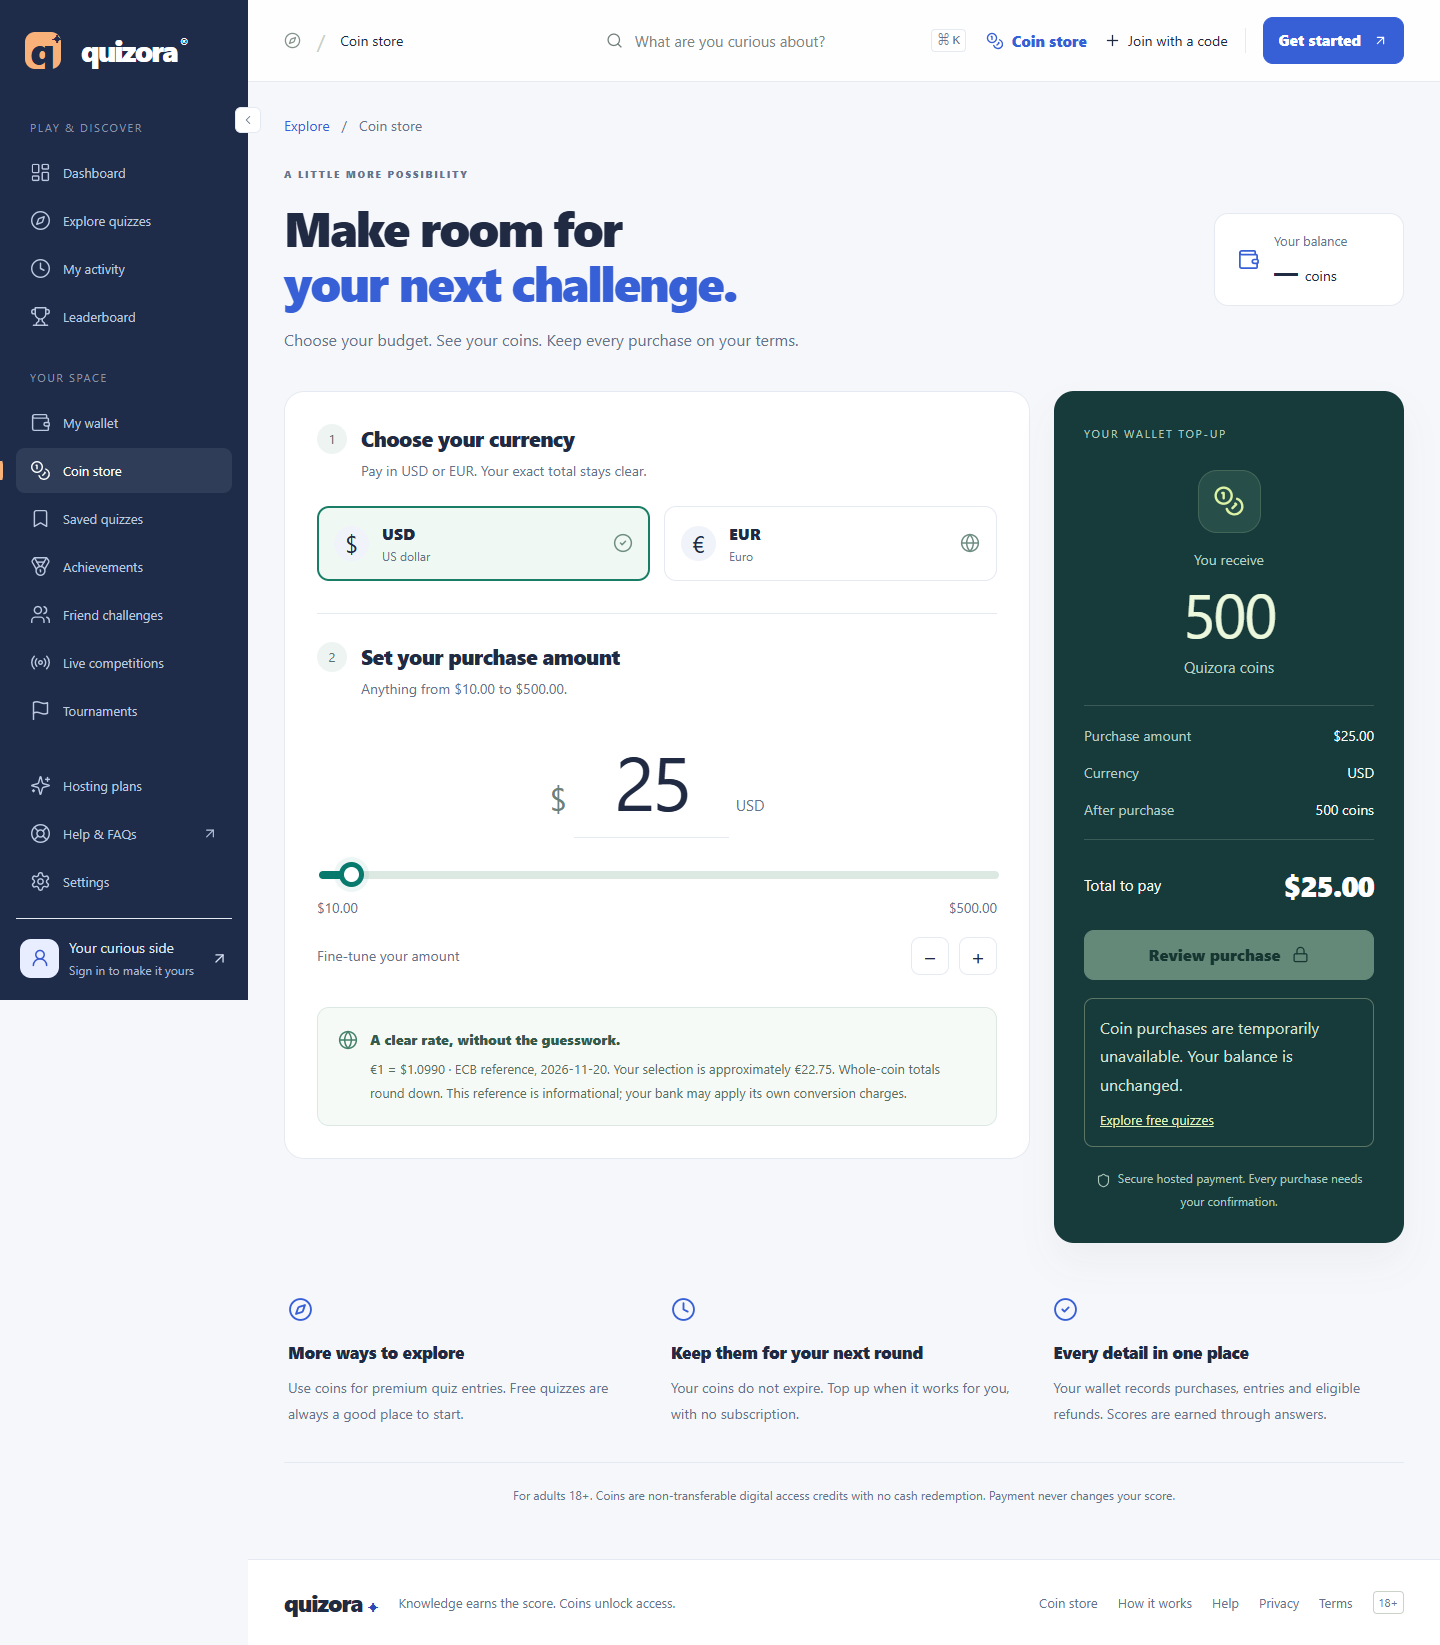 quizora
PLAY & DISCOVER
Dashboard
Explore quizzes
My activity
Leaderboard
YOUR SPACE
My wallet
Coin store
Saved quizzes
Achievements
Friend challenges
Live competitions
Tournaments
Hosting plans
Help & FAQs
Settings
Your curious side
Sign in to make it yours
/ Coin store
What are you curious about?
⌘ K
Coin store
+ Join with a code
Get started
Explore / Coin store
A LITTLE MORE POSSIBILITY
Make room for
your next challenge.
Choose your budget. See your coins. Keep every purchase on your terms.
Your balance
— coins
1 Choose your currency
Pay in USD or EUR. Your exact total stays clear.
$ USD
US dollar
€ EUR
Euro
2 Set your purchase amount
Anything from $10.00 to $500.00.
$ 25 USD
$10.00 $500.00
Fine-tune your amount − +
A clear rate, without the guesswork.
€1 = $1.0990 · ECB reference, 2026-11-20. Your selection is approximately €22.75. Whole-coin totals
round down. This reference is informational; your bank may apply its own conversion charges.
YOUR WALLET TOP-UP
You receive
500
Quizora coins
Purchase amount $25.00
Currency USD
After purchase 500 coins
Total to pay $25.00
Review purchase
Coin purchases are temporarily
unavailable. Your balance is
unchanged.
Explore free quizzes
Secure hosted payment. Every purchase needs
your confirmation.
More ways to explore
Use coins for premium quiz entries. Free quizzes are
always a good place to start.
Keep them for your next round
Your coins do not expire. Top up when it works for you,
with no subscription.
Every detail in one place
Your wallet records purchases, entries and eligible
refunds. Scores are earned through answers.
For adults 18+. Coins are non-transferable digital access credits with no cash redemption. Payment never changes your score.
quizora
Knowledge earns the score. Coins unlock access.
Coin store How it works Help Privacy Terms 18+